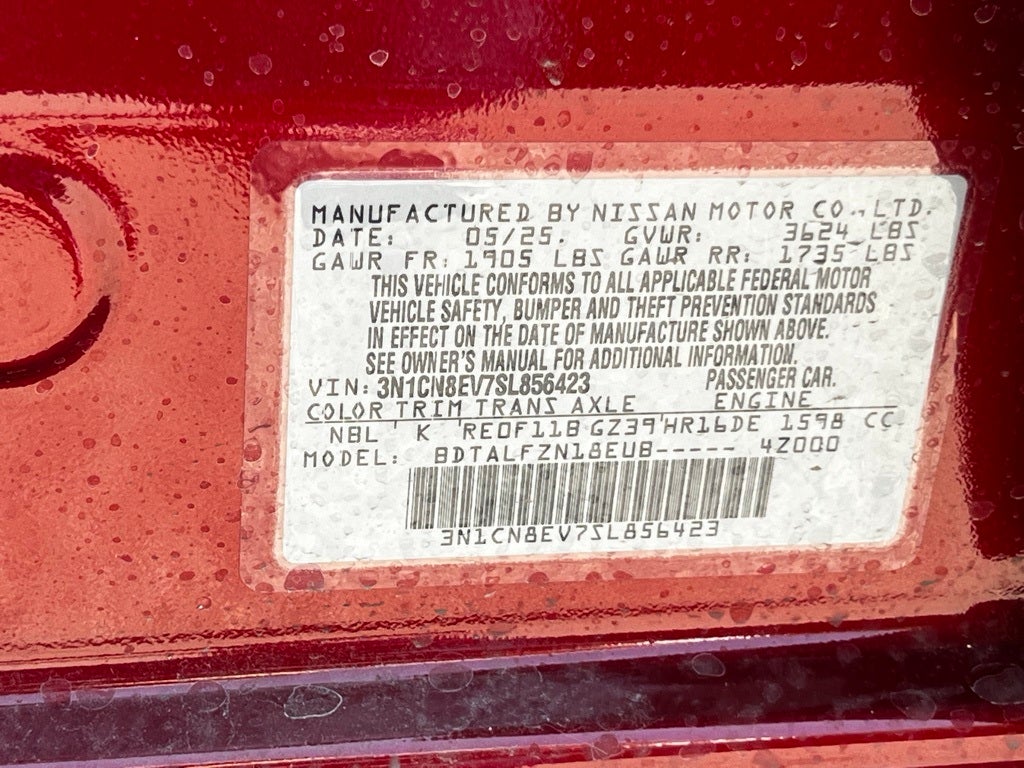 MANUFACTURED BY NISSAN MOTOR CO., LTD.
DATE: 05/25. GVWR: 3624 LBS
GAWR FR: 1905 LBS GAWR RR: 1735 LBS
THIS VEHICLE CONFORMS TO ALL APPLICABLE FEDERAL MOTOR
VEHICLE SAFETY, BUMPER AND THEFT PREVENTION STANDARDS
IN EFFECT ON THE DATE OF MANUFACTURE SHOWN ABOVE.
SEE OWNER'S MANUAL FOR ADDITIONAL INFORMATION.
VIN: 3N1CN8EV7SL856423 PASSENGER CAR.
COLOR TRIM TRANS AXLE ENGINE
NBL K RE0F11B GZ39 HR16DE 1598 CC
MODEL: BDTALFZN18EUB----- 4Z000
3N1CN8EV7SL856423